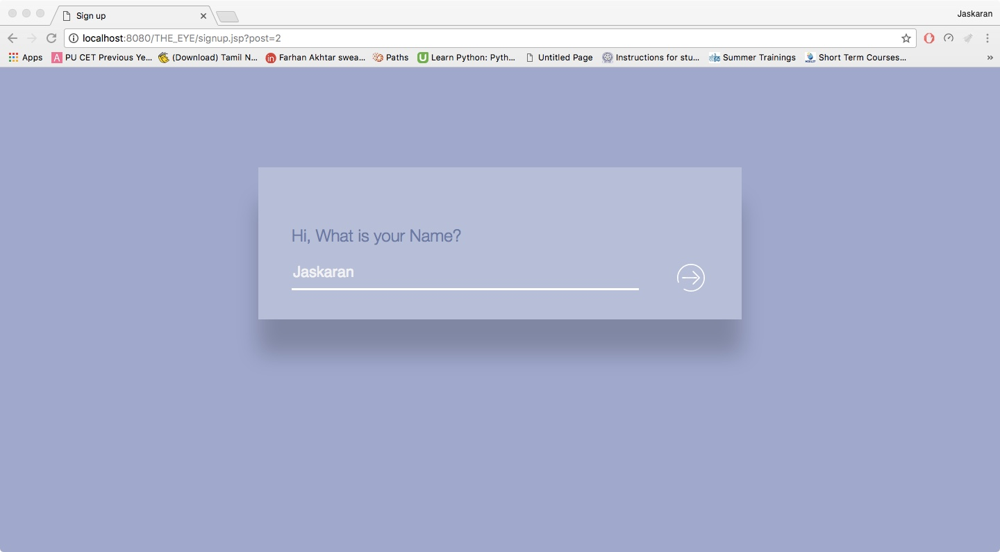 Sign up
Jaskaran
localhost:8080/THE_EYE/signup.jsp?post=2
Apps A PU CET Previous Ye... (Download) Tamil N... in Farhan Akhtar swea... Paths U Learn Python: Pyth... Untitled Page Instructions for stu... Summer Trainings Short Term Courses... »
Hi, What is your Name?
Jaskaran